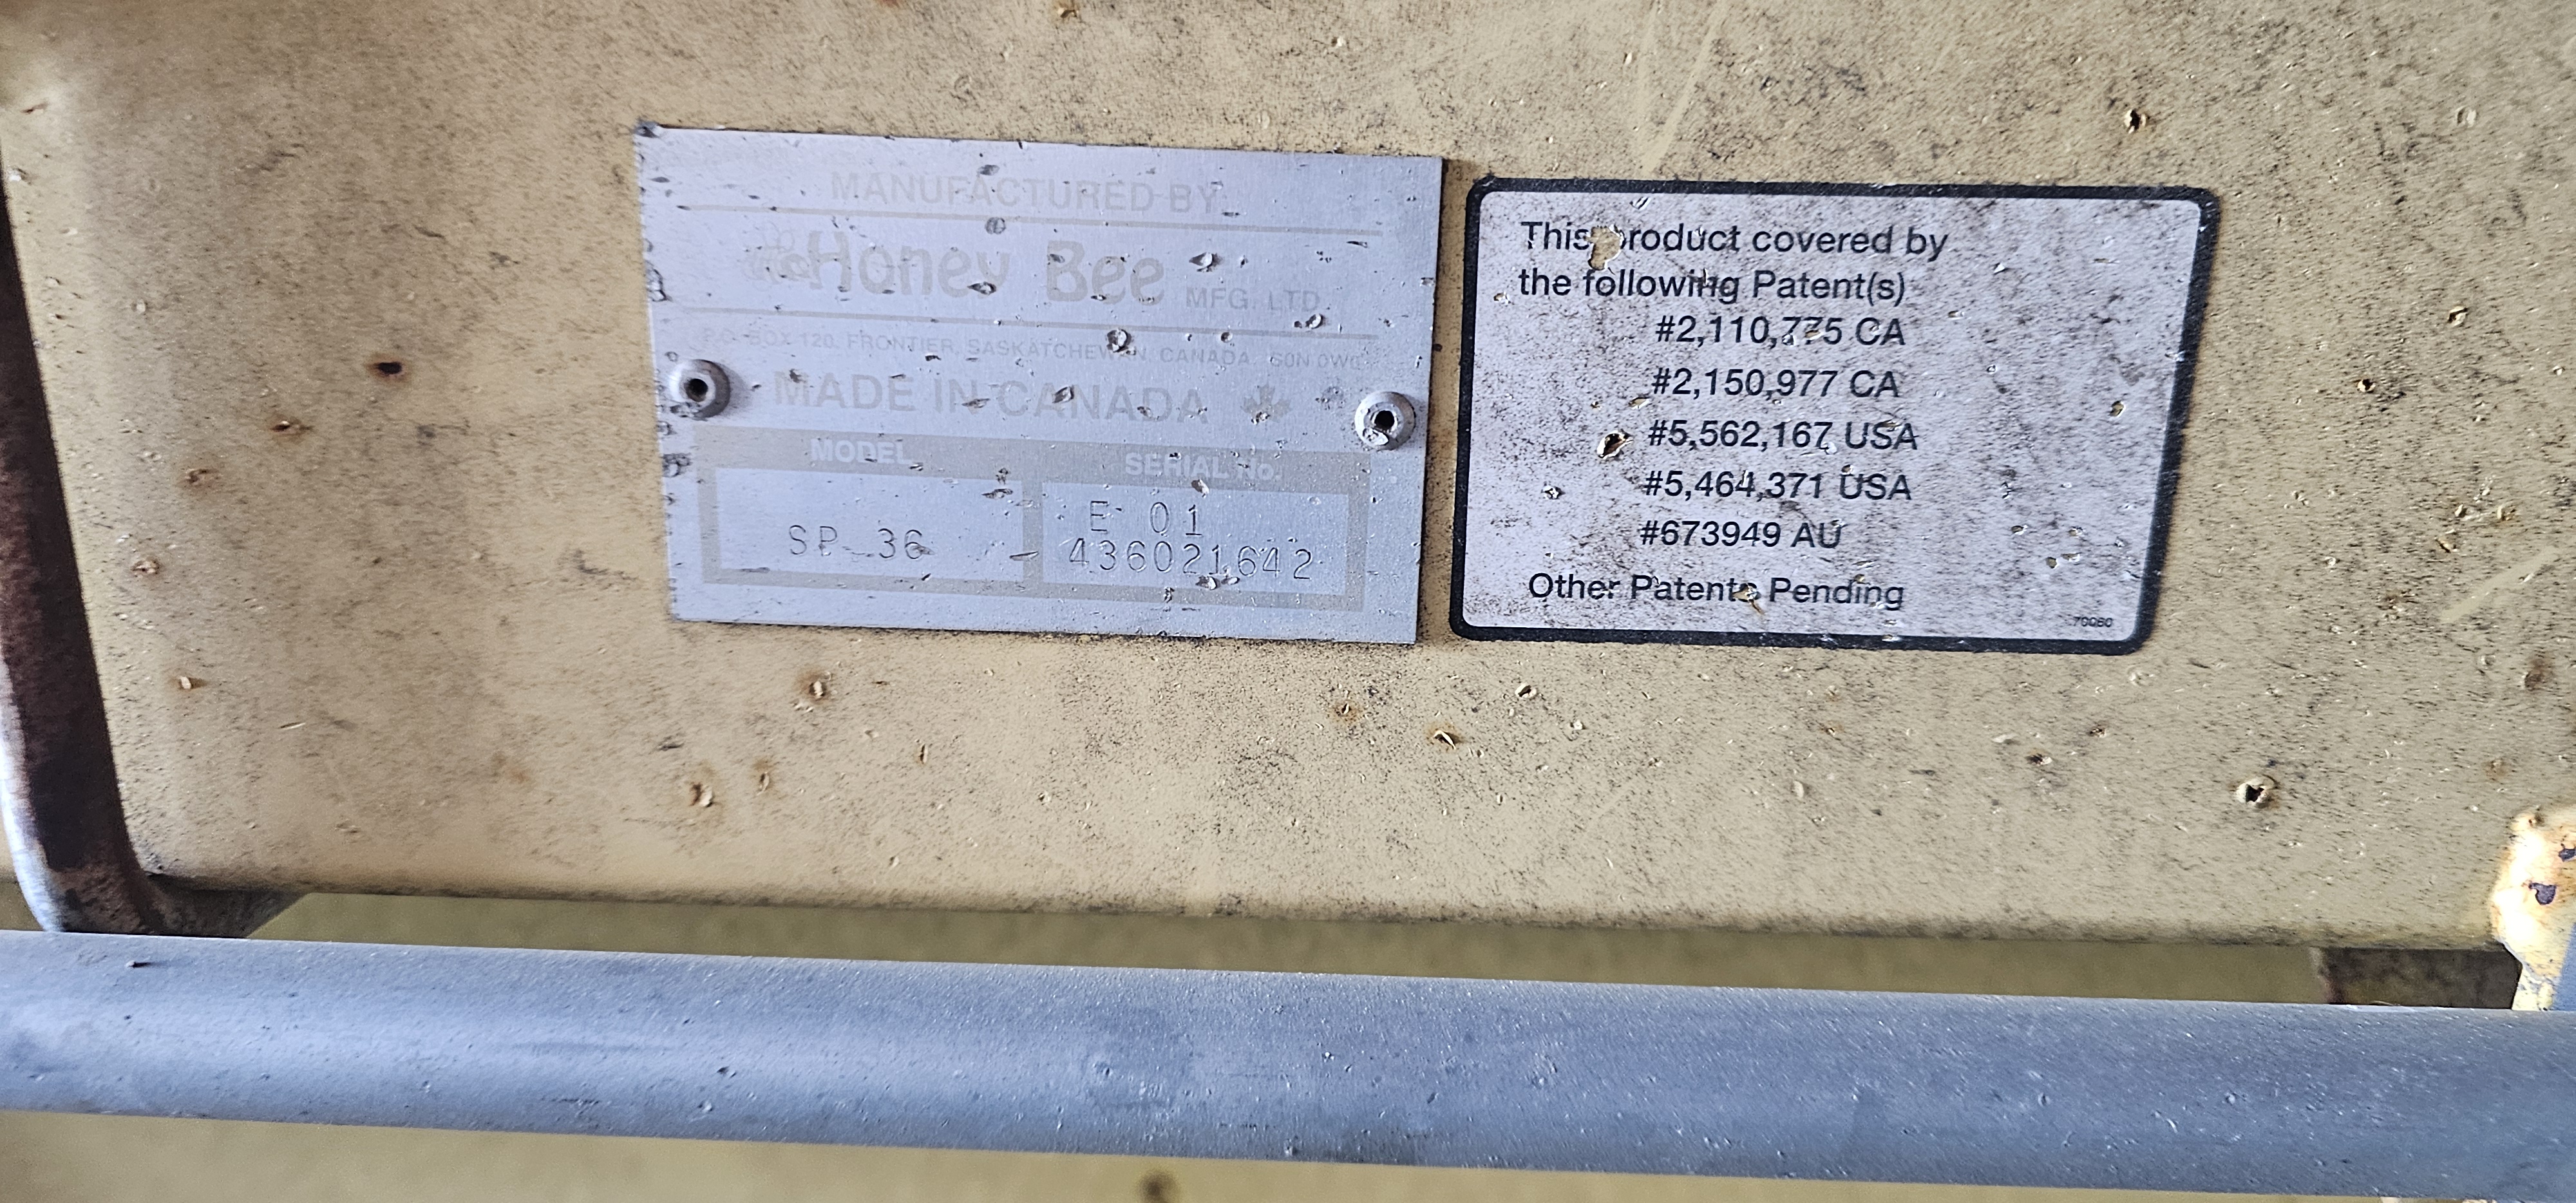 MANUFACTURED BY
Honey Bee MFG. LTD.
P.O. BOX 120, FRONTIER, SASKATCHEWAN, CANADA S0N 0W0
MADE IN CANADA
MODEL
SERIAL No.
SP 36
E 01
436021642
This product covered by
the following Patent(s)
#2,110,775 CA
#2,150,977 CA
#5,562,167 USA
#5,464,371 USA
#673949 AU
Other Patents Pending
70080